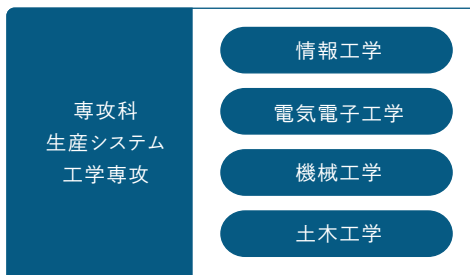 専攻科
生産システム
工学専攻
情報工学
電気電子工学
機械工学
土木工学